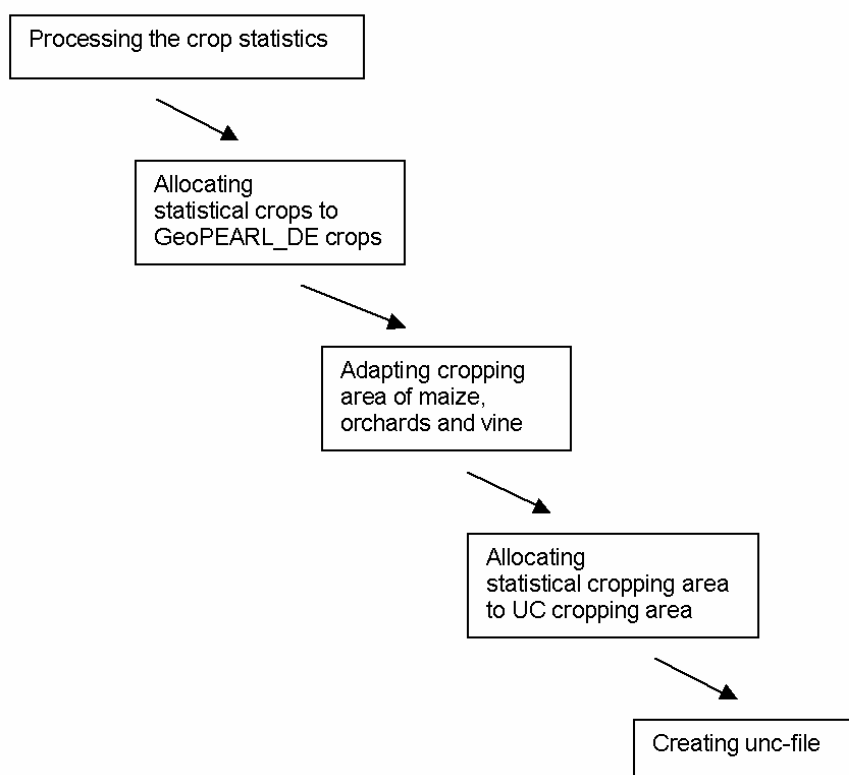 Processing the crop statistics
Allocating
statistical crops to
GeoPEARL_DE crops
Adapting cropping
area of maize,
orchards and vine
Allocating
statistical cropping area
to UC cropping area
Creating unc-file